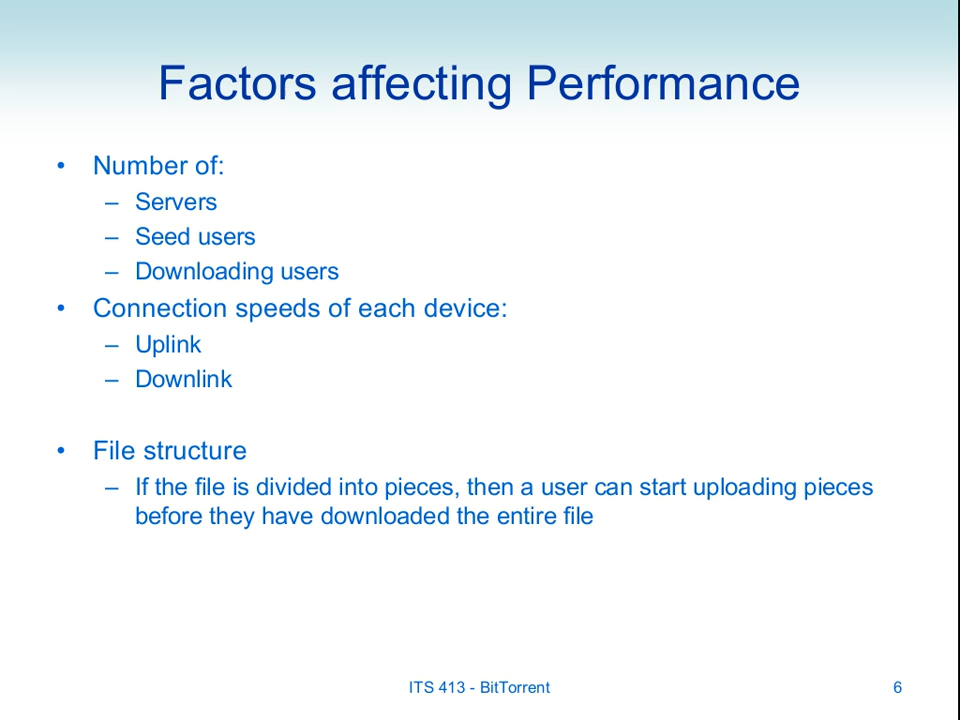 Factors affecting Performance
• Number of:
– Servers
– Seed users
– Downloading users
• Connection speeds of each device:
– Uplink
– Downlink
• File structure
– If the file is divided into pieces, then a user can start uploading pieces
before they have downloaded the entire file
ITS 413 - BitTorrent
6